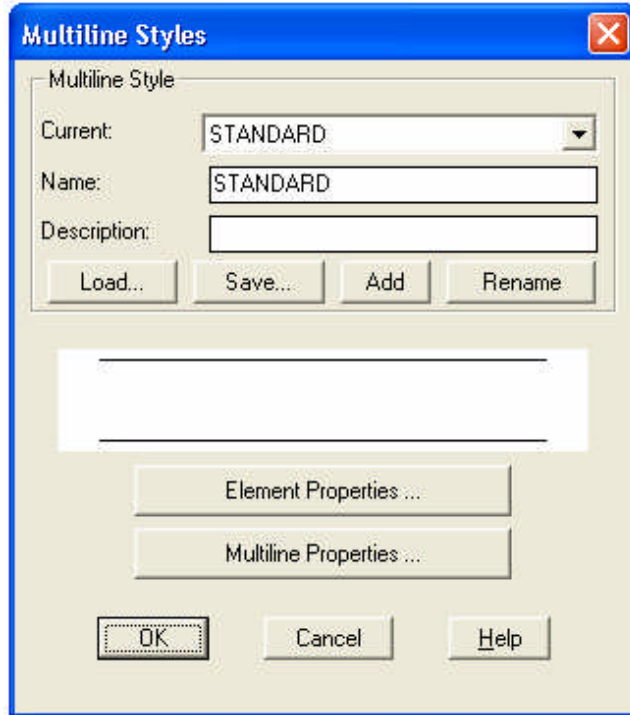 Multiline Styles
Multiline Style
Current: STANDARD
Name: STANDARD
Description:
Load... Save... Add Rename
Element Properties ...
Multiline Properties ...
OK Cancel Help